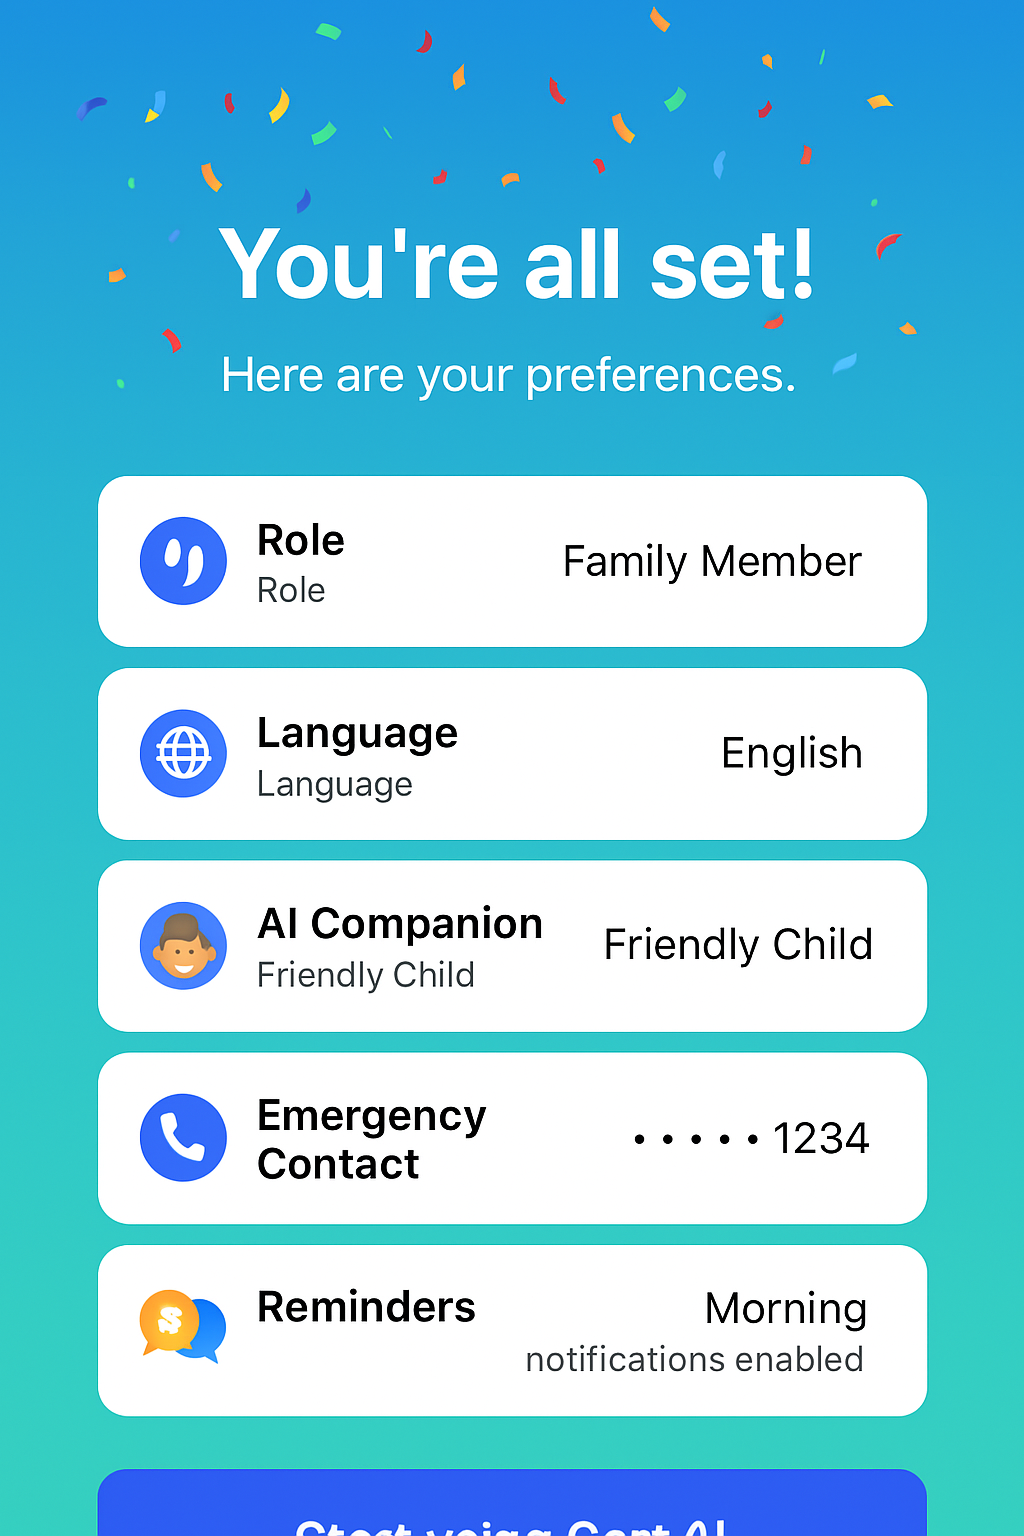 You're all set!
Here are your preferences.
Role
Role
Family Member
Language
Language
English
AI Companion
Friendly Child
Friendly Child
Emergency
Contact
• • • • • 1234
Reminders
Morning
notifications enabled